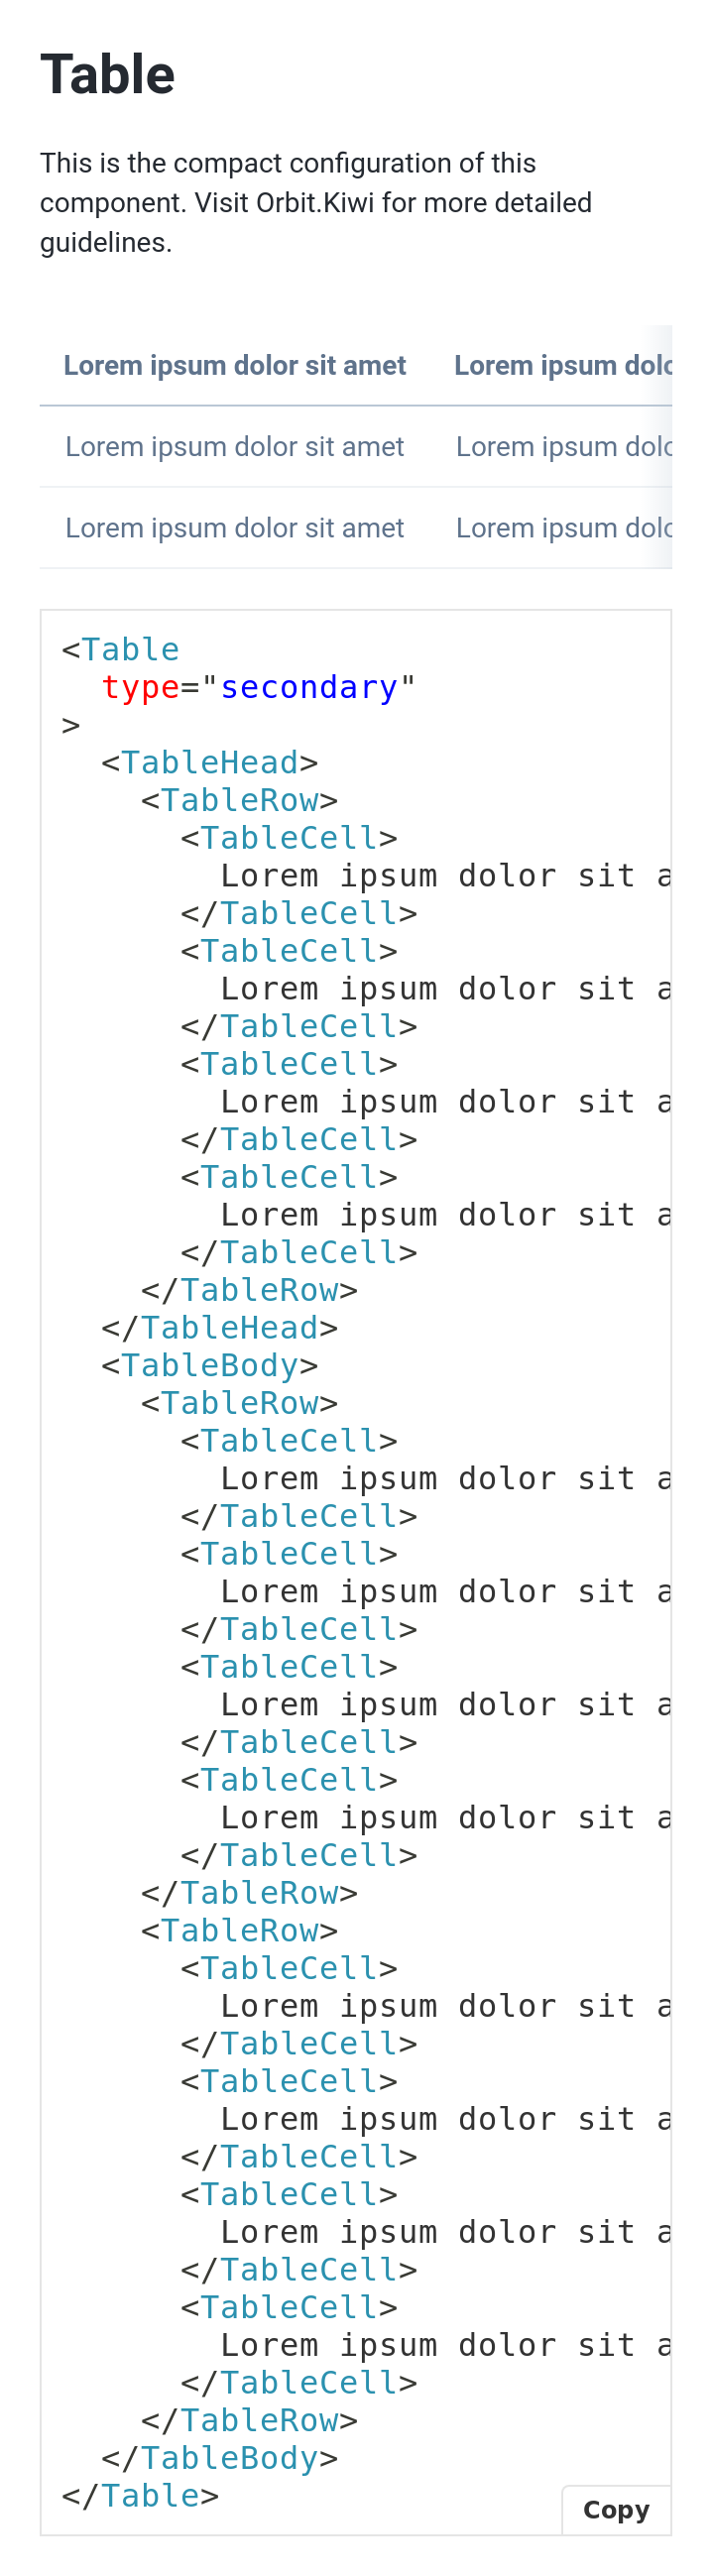 Table
This is the compact configuration of this
component. Visit Orbit.Kiwi for more detailed
guidelines.
Lorem ipsum dolor sit amet Lorem ipsum dolo
Lorem ipsum dolor sit amet Lorem ipsum dolo
Lorem ipsum dolor sit amet Lorem ipsum dolo
<Table
  type="secondary"
>
  <TableHead>
    <TableRow>
      <TableCell>
        Lorem ipsum dolor sit a
      </TableCell>
      <TableCell>
        Lorem ipsum dolor sit a
      </TableCell>
      <TableCell>
        Lorem ipsum dolor sit a
      </TableCell>
      <TableCell>
        Lorem ipsum dolor sit a
      </TableCell>
    </TableRow>
  </TableHead>
  <TableBody>
    <TableRow>
      <TableCell>
        Lorem ipsum dolor sit a
      </TableCell>
      <TableCell>
        Lorem ipsum dolor sit a
      </TableCell>
      <TableCell>
        Lorem ipsum dolor sit a
      </TableCell>
      <TableCell>
        Lorem ipsum dolor sit a
      </TableCell>
    </TableRow>
    <TableRow>
      <TableCell>
        Lorem ipsum dolor sit a
      </TableCell>
      <TableCell>
        Lorem ipsum dolor sit a
      </TableCell>
      <TableCell>
        Lorem ipsum dolor sit a
      </TableCell>
      <TableCell>
        Lorem ipsum dolor sit a
      </TableCell>
    </TableRow>
  </TableBody>
</Table>
Copy